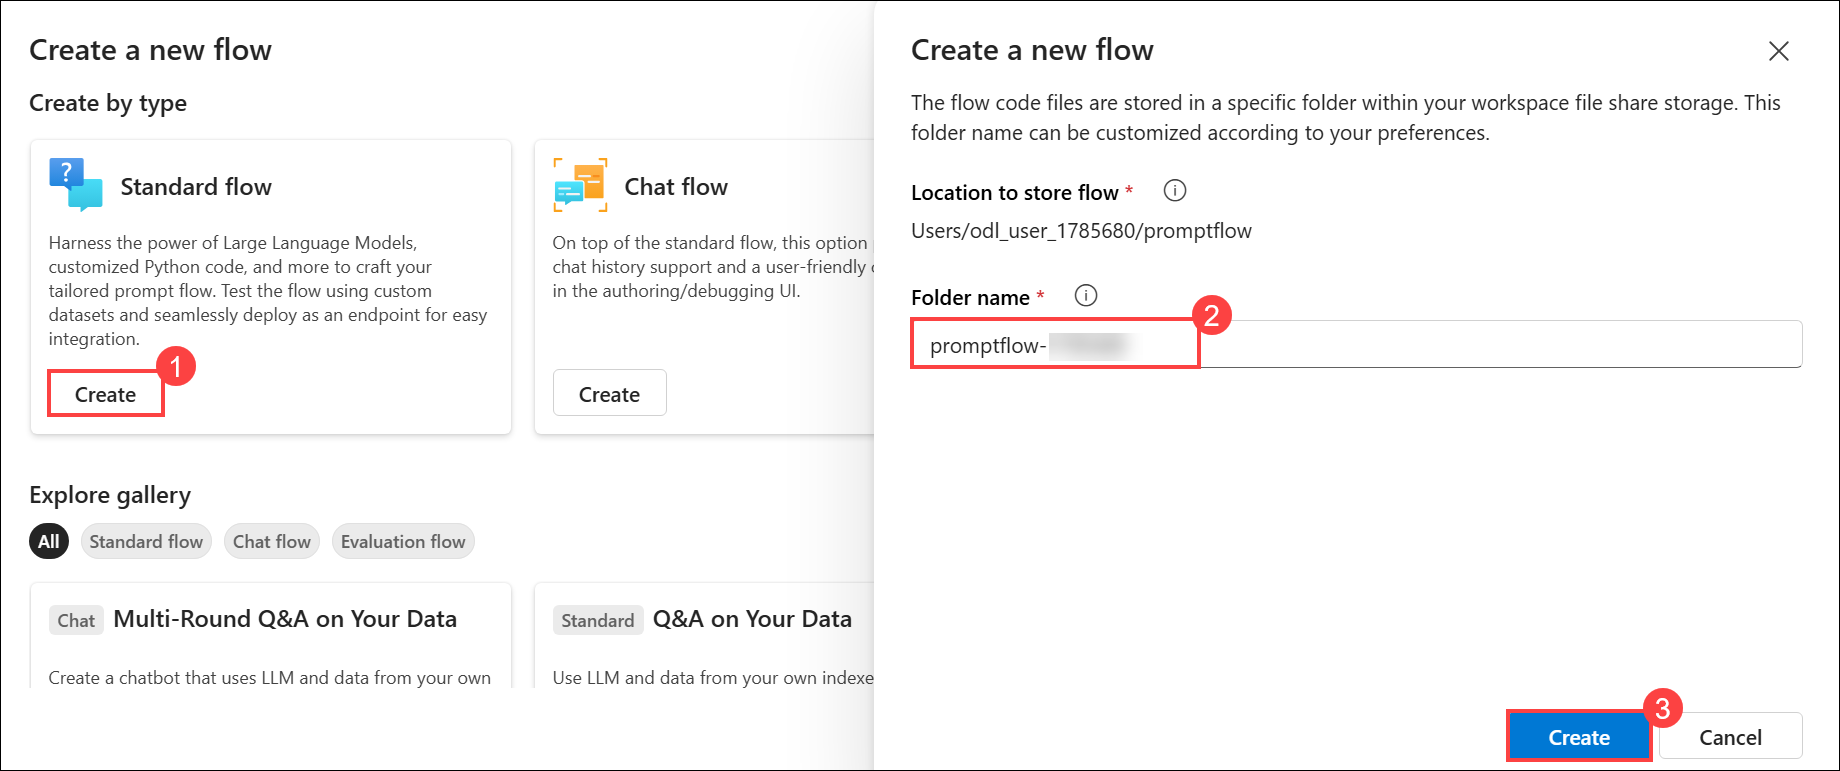 Create a new flow
Create by type
?
Standard flow
Harness the power of Large Language Models,
customized Python code, and more to craft your
tailored prompt flow. Test the flow using custom
datasets and seamlessly deploy as an endpoint for easy
integration.
1
Create
Chat flow
On top of the standard flow, this option
chat history support and a user-friendly
in the authoring/debugging UI.
Create
Explore gallery
All
Standard flow
Chat flow
Evaluation flow
Chat
Multi-Round Q&A on Your Data
Create a chatbot that uses LLM and data from your own
Standard
Q&A on Your Data
Use LLM and data from your own indexe
Create a new flow
The flow code files are stored in a specific folder within your workspace file share storage. This
folder name can be customized according to your preferences.
Location to store flow *
Users/odl_user_1785680/promptflow
Folder name *
2
promptflow-
3
Create
Cancel